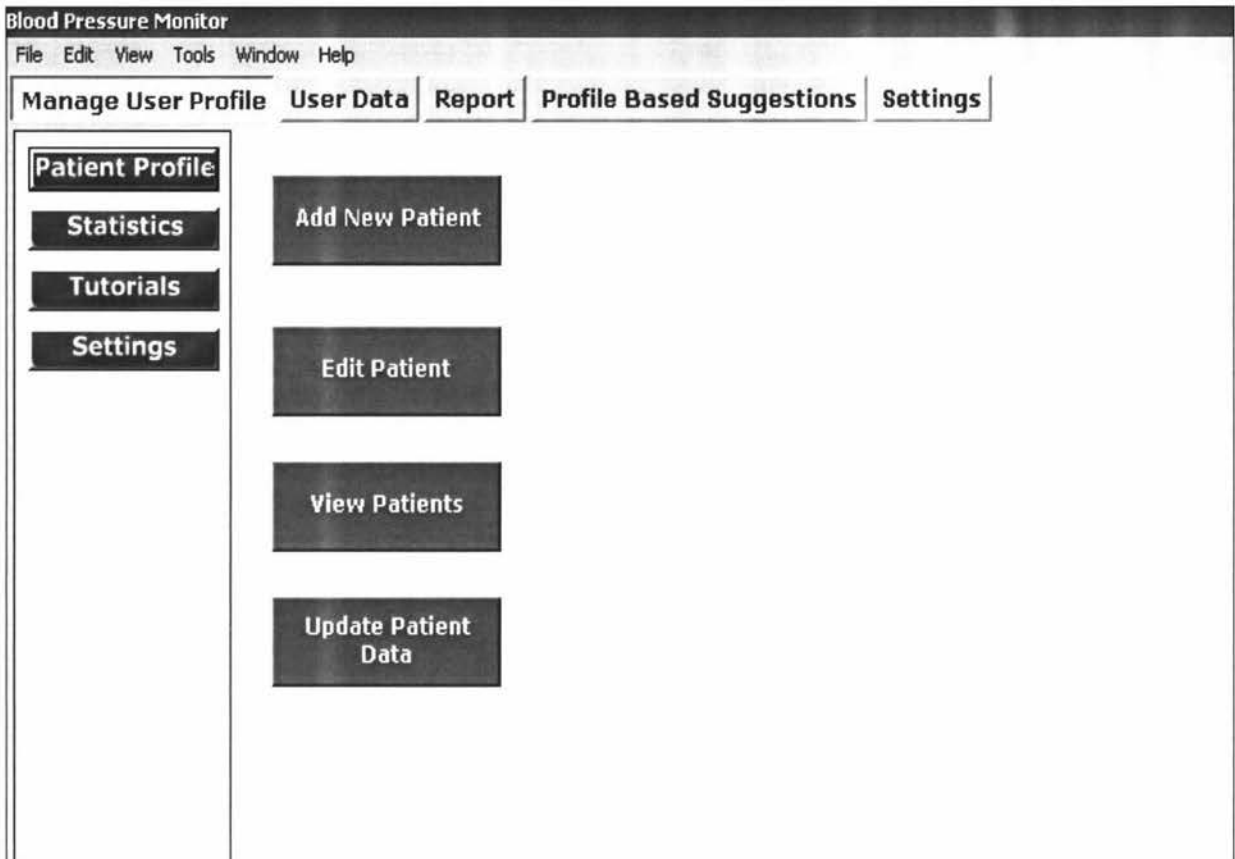 Blood Pressure Monitor
File Edit View Tools Window Help
Manage User Profile User Data Report Profile Based Suggestions Settings
Patient Profile
Statistics
Tutorials
Settings
Add New Patient
Edit Patient
View Patients
Update Patient
Data